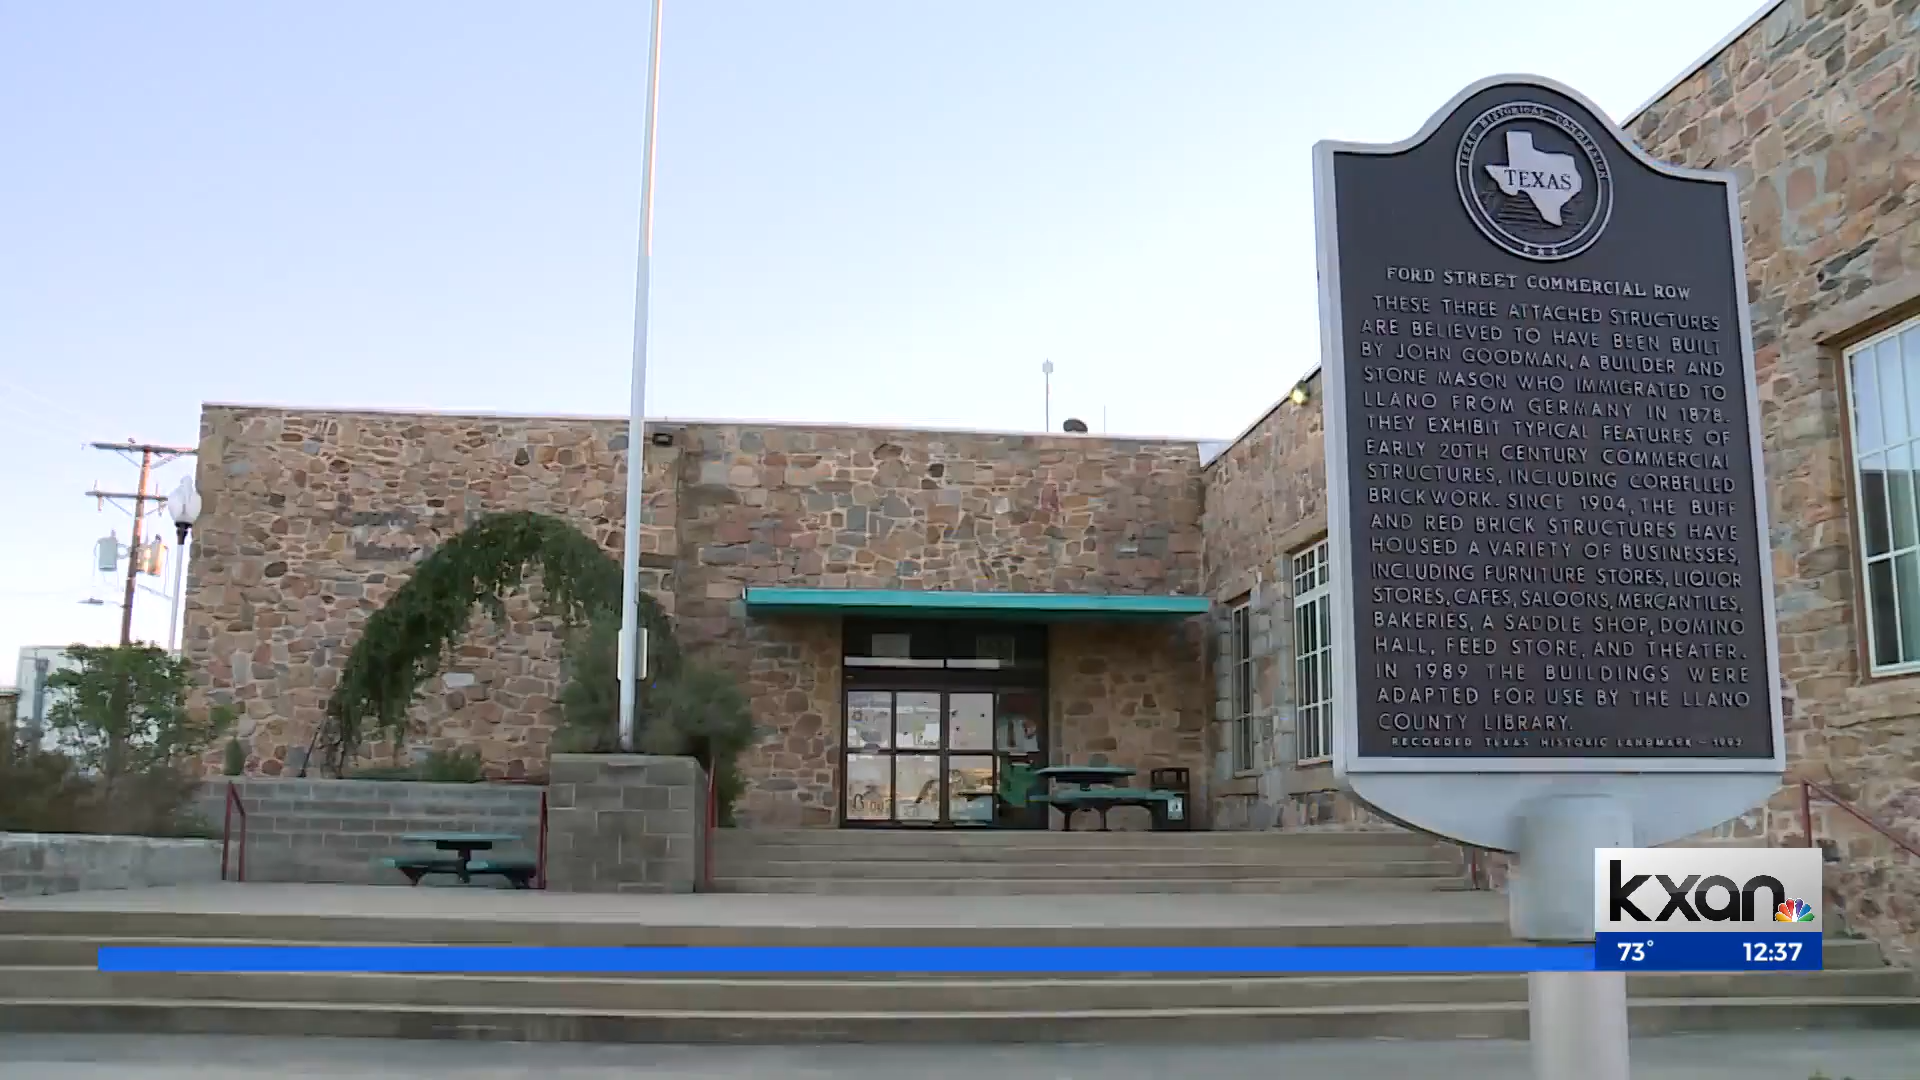 TEXAS HISTORICAL COMMISSION
TEXAS
FORD STREET COMMERCIAL ROW
THESE THREE ATTACHED STRUCTURES
ARE BELIEVED TO HAVE BEEN BUILT
BY JOHN GOODMAN, A BUILDER AND
STONE MASON WHO IMMIGRATED TO
LLANO FROM GERMANY IN 1878.
THEY EXHIBIT TYPICAL FEATURES OF
EARLY 20TH CENTURY COMMERCIAL
STRUCTURES, INCLUDING CORBELLED
BRICKWORK. SINCE 1904, THE BUFF
AND RED BRICK STRUCTURES HAVE
HOUSED A VARIETY OF BUSINESSES,
INCLUDING FURNITURE STORES, LIQUOR
STORES, CAFES, SALOONS, MERCANTILES,
BAKERIES, A SADDLE SHOP, DOMINO
HALL, FEED STORE, AND THEATER.
IN 1989 THE BUILDINGS WERE
ADAPTED FOR USE BY THE LLANO
COUNTY LIBRARY.
RECORDED TEXAS HISTORIC LANDMARK -
kxan
73° 12:37